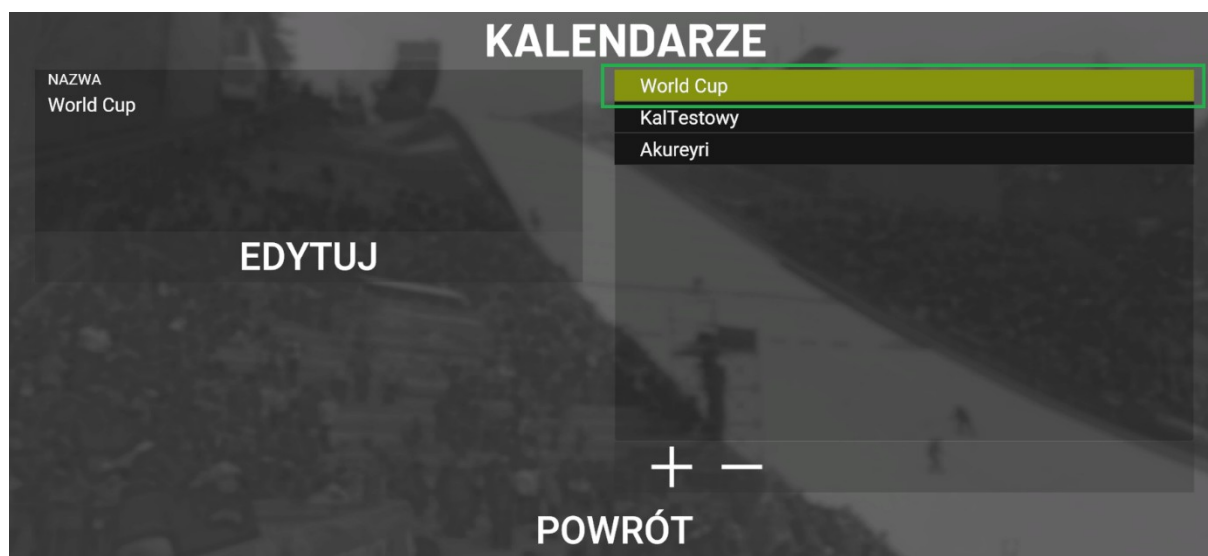 KALENDARZE
NAZWA
World Cup
EDYTUJ
World Cup
KalTestowy
Akureyri
+ −
POWRÓT